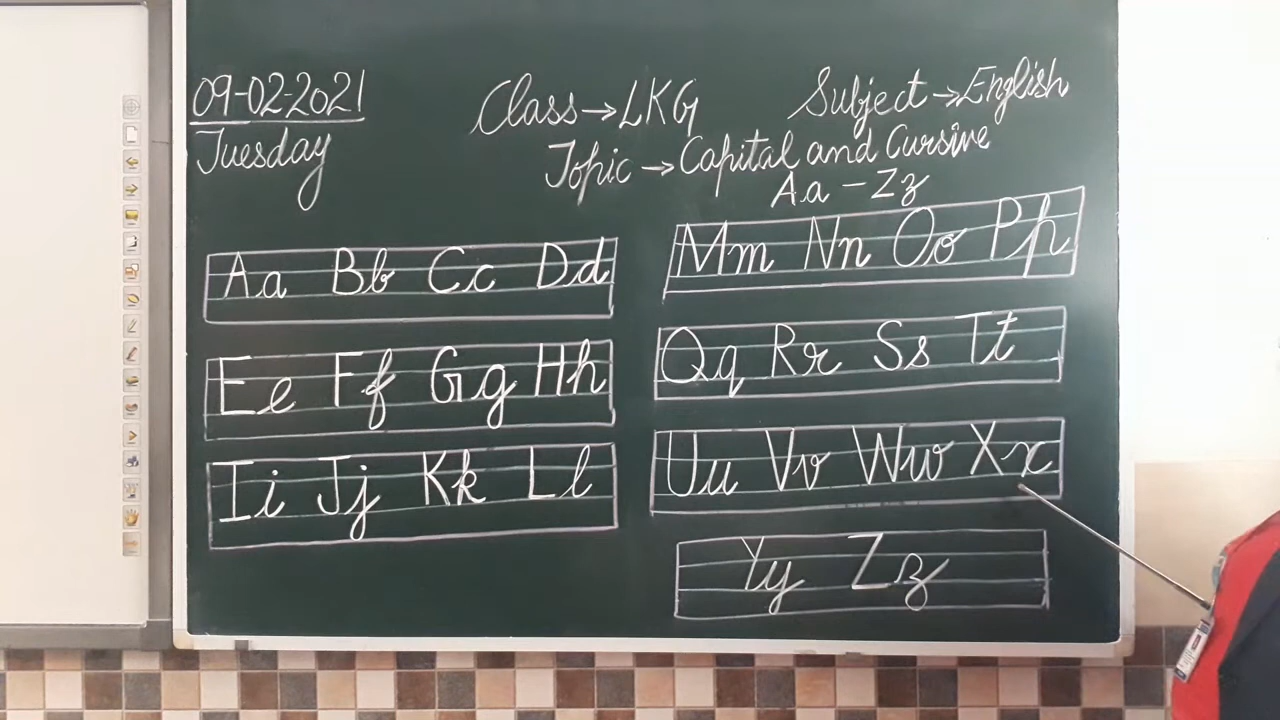 09-02-2021
Tuesday
Class → LKG
Subject → English
Topic → Capital and Cursive
Aa - Zz
Aa Bb Cc Dd
Ee Ff Gg Hh
Ii Jj Kk Ll
Mm Nn Oo Pp
Qq Rr Ss Tt
Uu Vv Ww Xx
Yy Zz